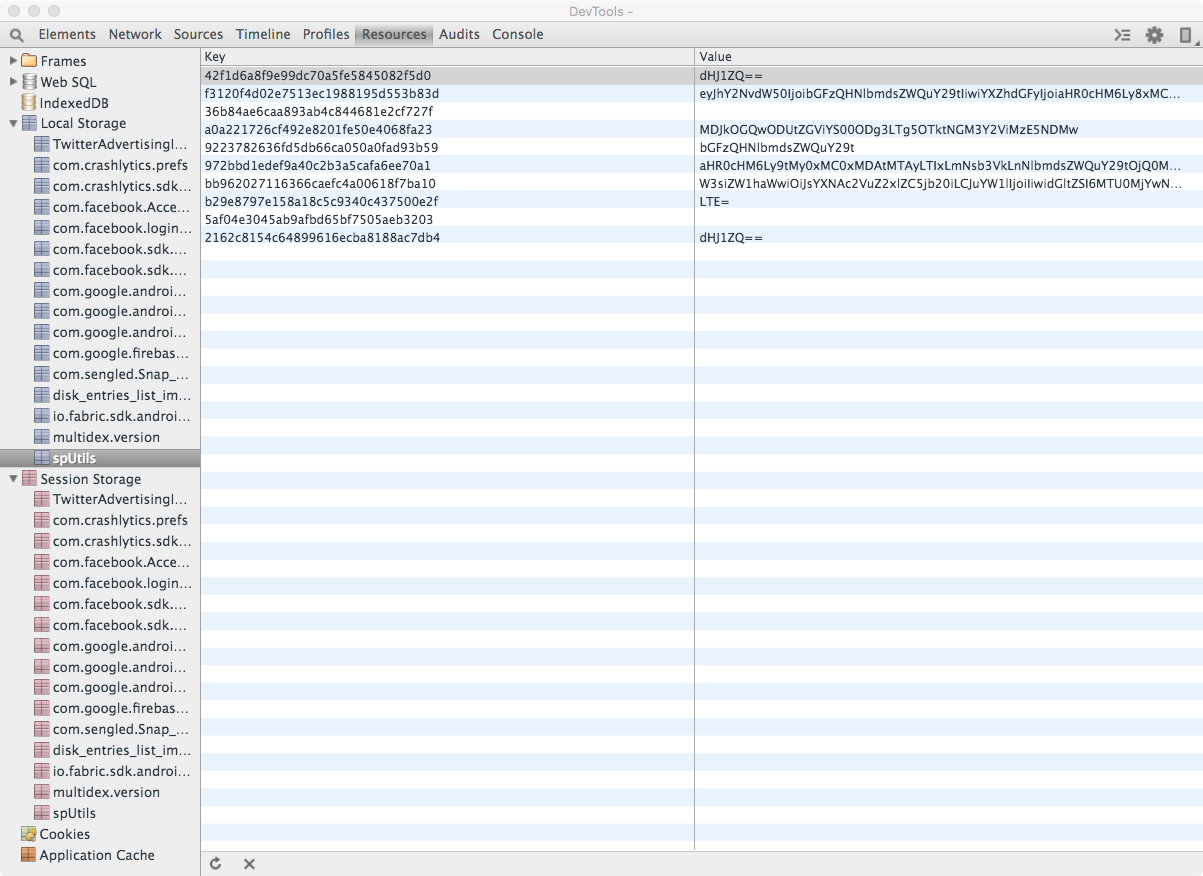 DevTools -
Elements Network Sources Timeline Profiles Resources Audits Console
Frames
Web SQL
IndexedDB
Local Storage
TwitterAdvertisingI...
com.crashlytics.prefs
com.crashlytics.sdk...
com.facebook.Acce...
com.facebook.login...
com.facebook.sdk....
com.facebook.sdk....
com.google.androi...
com.google.androi...
com.google.androi...
com.google.firebas...
com.sengled.Snap_...
disk_entries_list_im...
io.fabric.sdk.androi...
multidex.version
spUtils
Session Storage
TwitterAdvertisingI...
com.crashlytics.prefs
com.crashlytics.sdk...
com.facebook.Acce...
com.facebook.login...
com.facebook.sdk....
com.facebook.sdk....
com.google.androi...
com.google.androi...
com.google.androi...
com.google.firebas...
com.sengled.Snap_...
disk_entries_list_im...
io.fabric.sdk.androi...
multidex.version
spUtils
Cookies
Application Cache
Key Value
42f1d6a8f9e99dc70a5fe5845082f5d0 dHJ1ZQ==
f3120f4d02e7513ec1988195d553b83d eyJhY2NvdW50IjoibGFzQHNlbmdsZWQuY29tIiwiYXZhdGFyIjoiaHR0cHM6Ly8xMC...
36b84ae6caa893ab4c844681e2cf727f
a0a221726cf492e8201fe50e4068fa23 MDJkOGQwODUtZGViYS00ODg3LTg5OTktNGM3Y2ViMzE5NDMw
9223782636fd5db66ca050a0fad93b59 bGFzQHNlbmdsZWQuY29t
972bbd1edef9a40c2b3a5cafa6ee70a1 aHR0cHM6Ly9tMy0xMC0xMDAtMTAyLTIxLmNsb3VkLnNlbmdsZWQuY29tOjQ0M...
bb962027116366caefc4a00618f7ba10 W3siZW1haWwiOiJsYXNAc2VuZ2xlZC5jb20iLCJuYW1lIjoiIiwidGltZSI6MTU0MjYwN...
b29e8797e158a18c5c9340c437500e2f LTE=
5af04e3045ab9afbd65bf7505aeb3203
2162c8154c64899616ecba8188ac7db4 dHJ1ZQ==